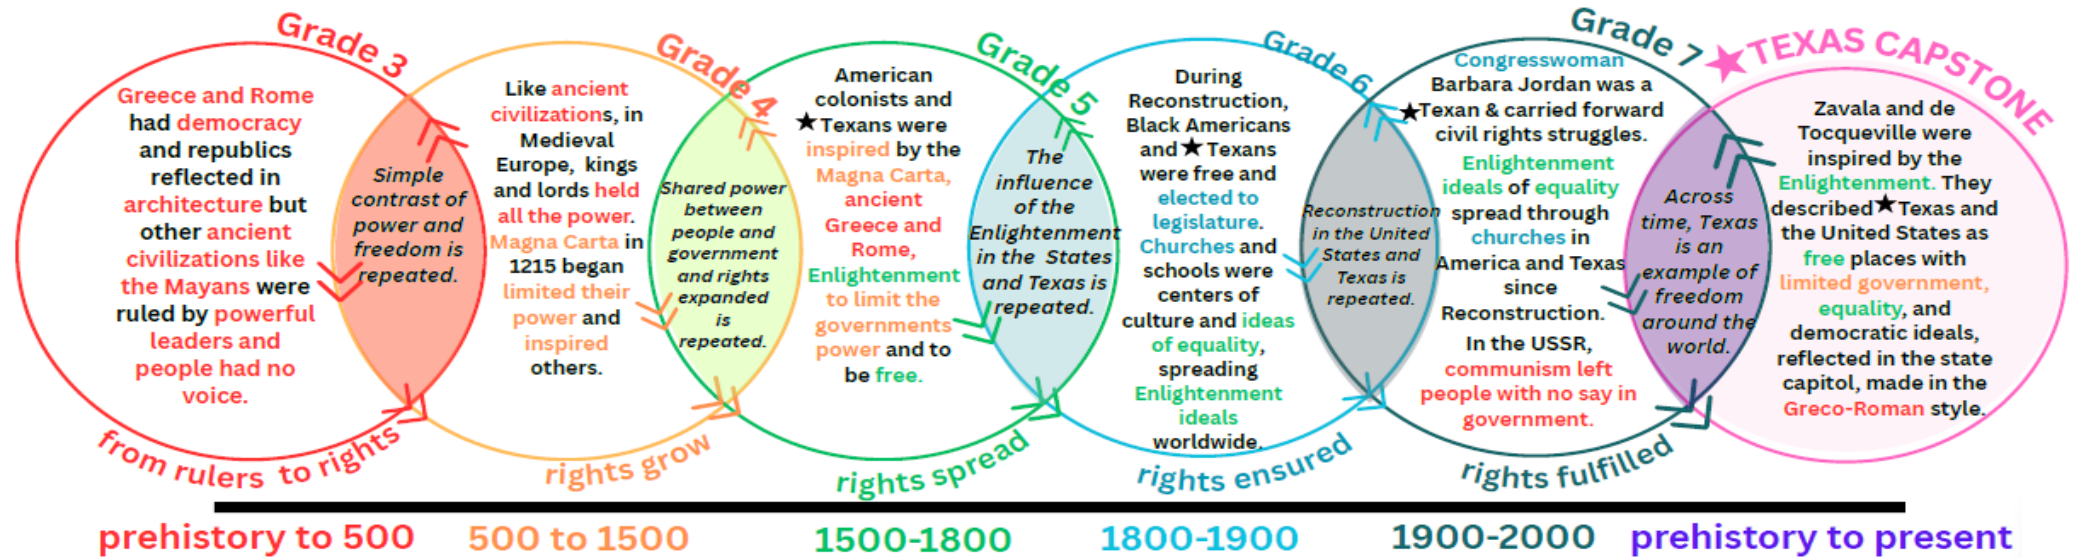 Grade 3
Greece and Rome
had democracy
and republics
reflected in
architecture but
other ancient
civilizations like
the Mayans were
ruled by powerful
leaders and
people had no
voice.
from rulers to rights
prehistory to 500
Simple
contrast of
power and
freedom is
repeated.
Grade 4
Like ancient
civilizations, in
Medieval
Europe, kings
and lords held
all the power.
Magna Carta in
1215 began
limited their
power and
inspired
others.
rights grow
500 to 1500
Shared power
between
people and
government
and rights
expanded
is
repeated.
Grade 5
American
colonists and
★Texans were
inspired by the
Magna Carta,
ancient
Greece and
Rome,
Enlightenment
to limit the
governments
power and to
be free.
rights spread
1500-1800
The
influence
of the
Enlightenment
in the States
and Texas is
repeated.
Grade 6
During
Reconstruction,
Black Americans
and★Texans
were free and
elected to
legislature.
Churches and
schools were
centers of
culture and ideas
of equality,
spreading
Enlightenment
ideals
worldwide.
rights ensured
1800-1900
Reconstruction
in the United
States and
Texas is
repeated.
Grade 7
Congresswoman
Barbara Jordan was a
★Texan & carried forward
civil rights struggles.
Enlightenment
ideals of equality
spread through
churches in
America and Texas
since
Reconstruction.
In the USSR,
communism left
people with no say in
government.
rights fulfilled
1900-2000
Across
time, Texas
is an
example of
freedom
around the
world.
★TEXAS CAPSTONE
Zavala and de
Tocqueville were
inspired by the
Enlightenment. They
described★Texas and
the United States as
free places with
limited government,
equality, and
democratic ideals,
reflected in the state
capitol, made in the
Greco-Roman style.
prehistory to present